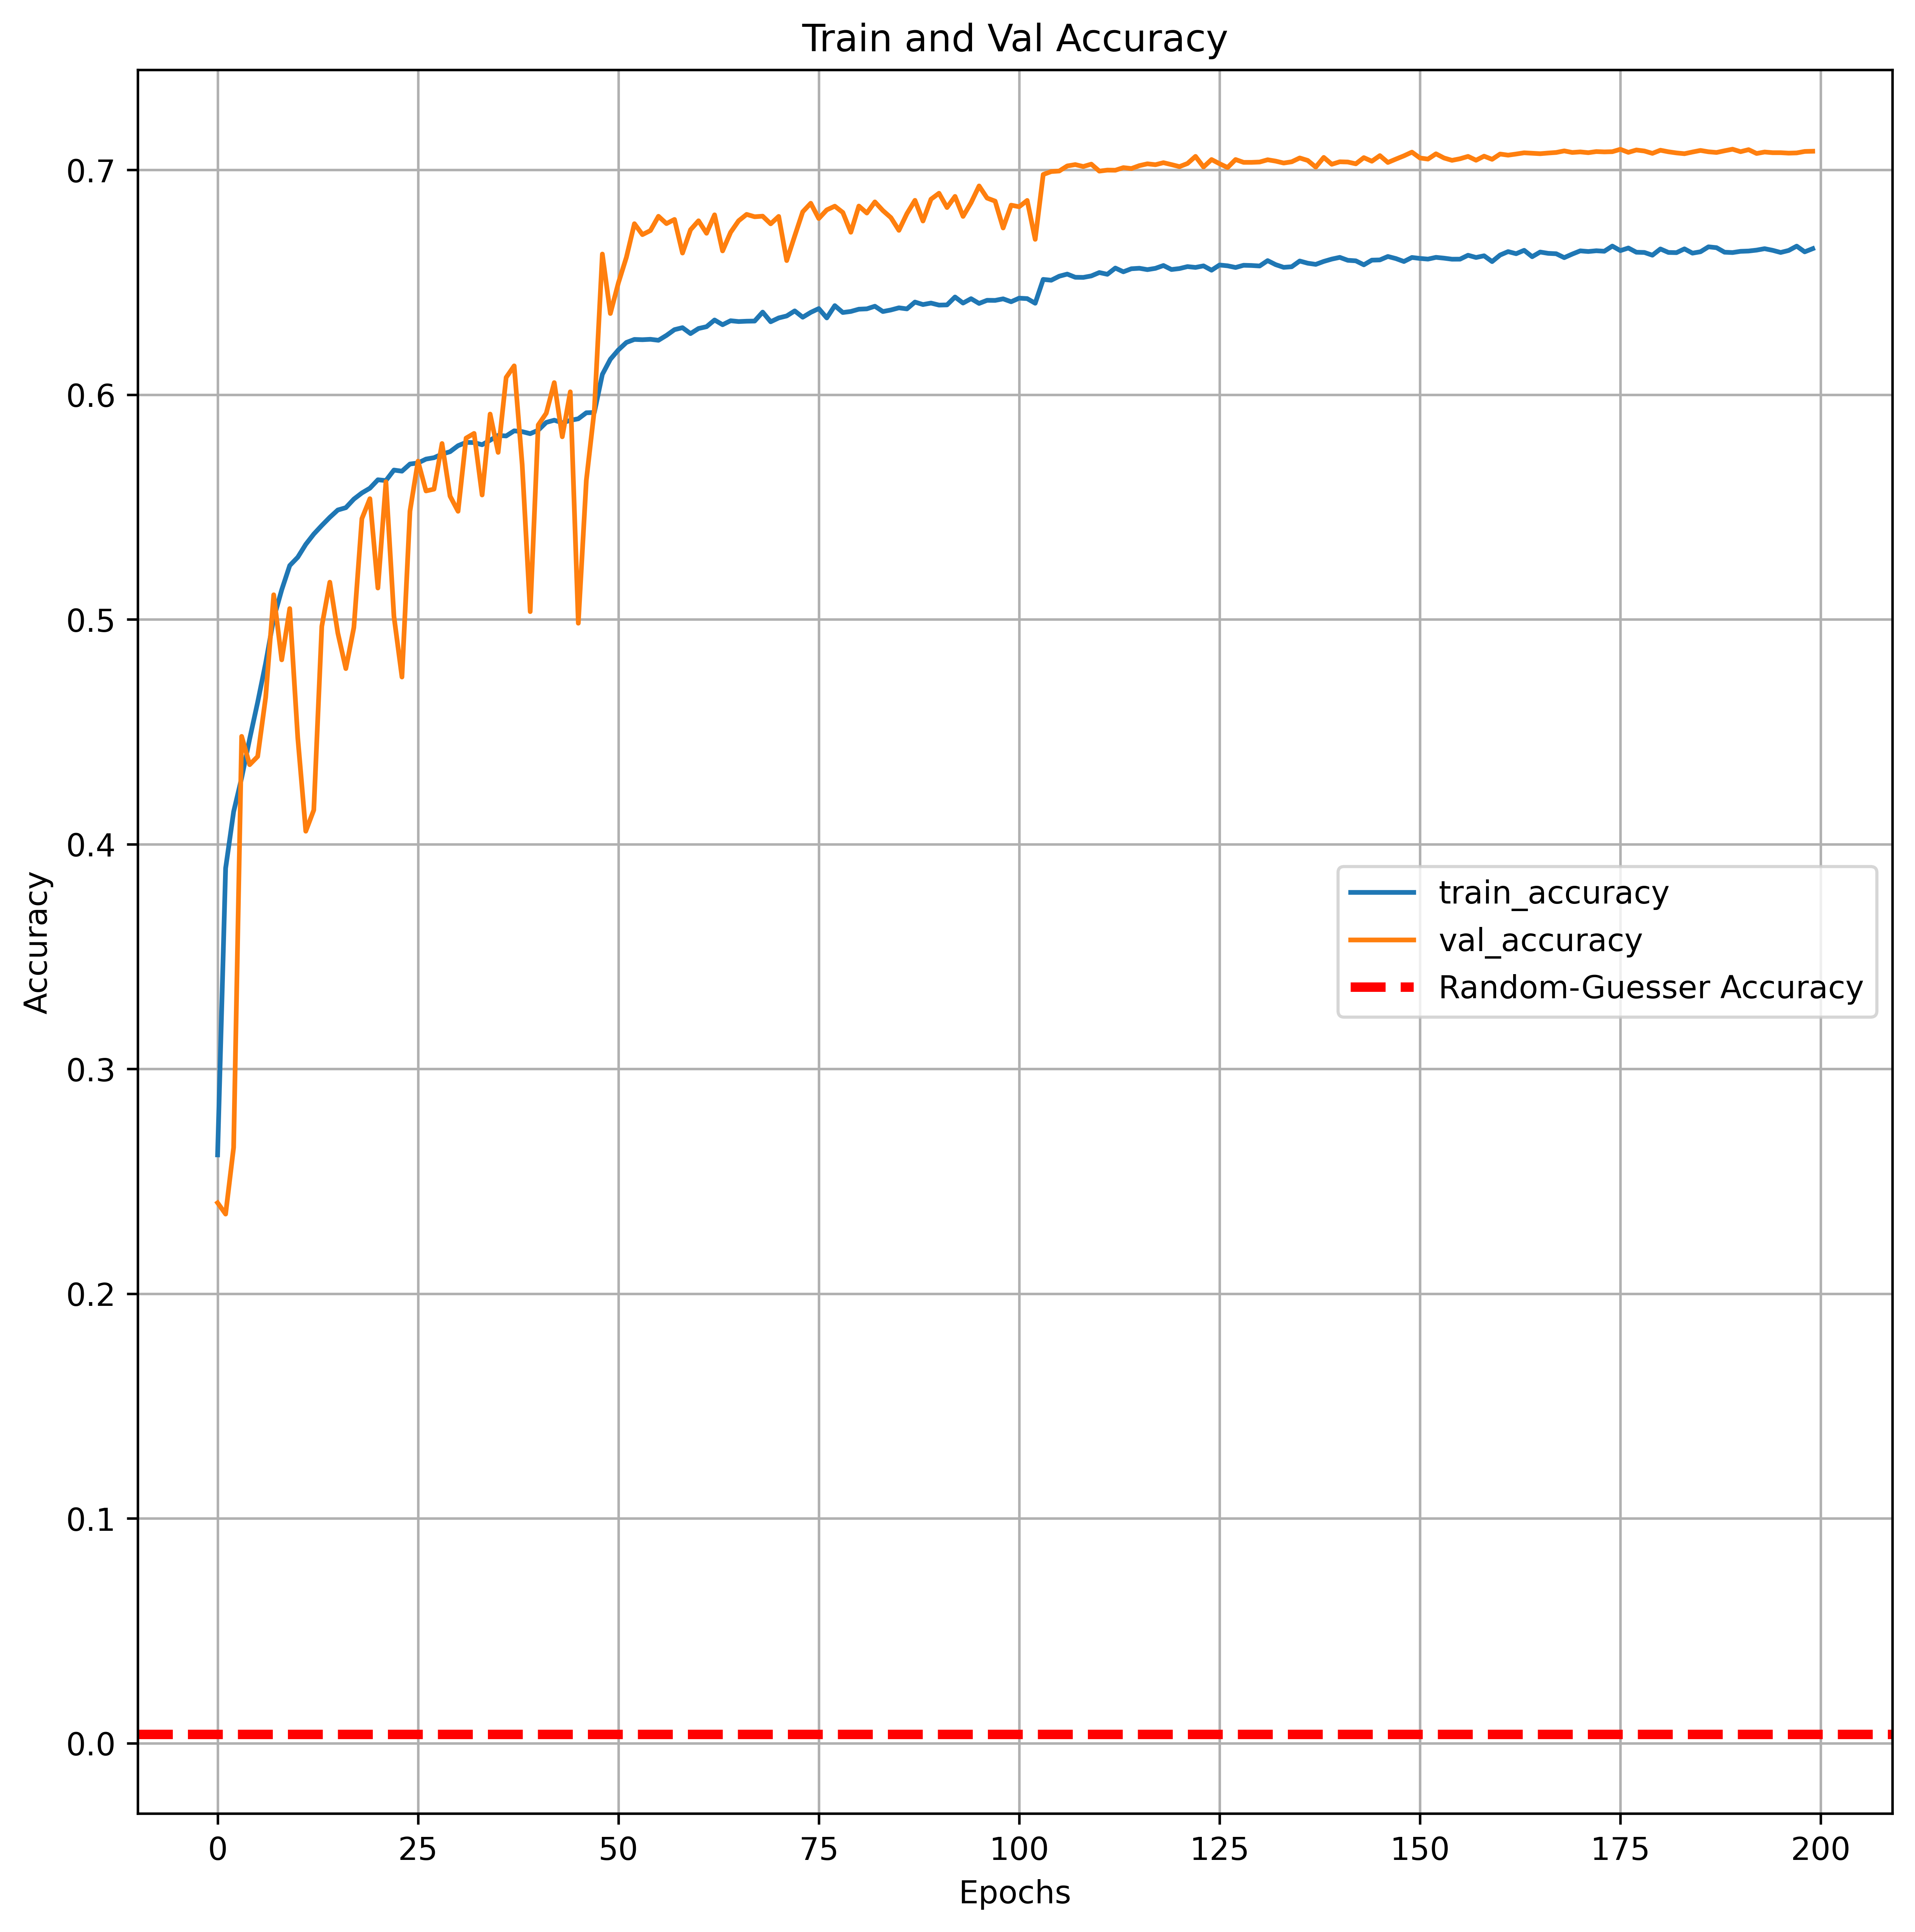 Train and Val Accuracy
0.7
0.6
0.5
0.4
0.3
0.2
0.1
0.0
Accuracy
train_accuracy
val_accuracy
Random-Guesser Accuracy
0 25 50 75 100 125 150 175 200
Epochs